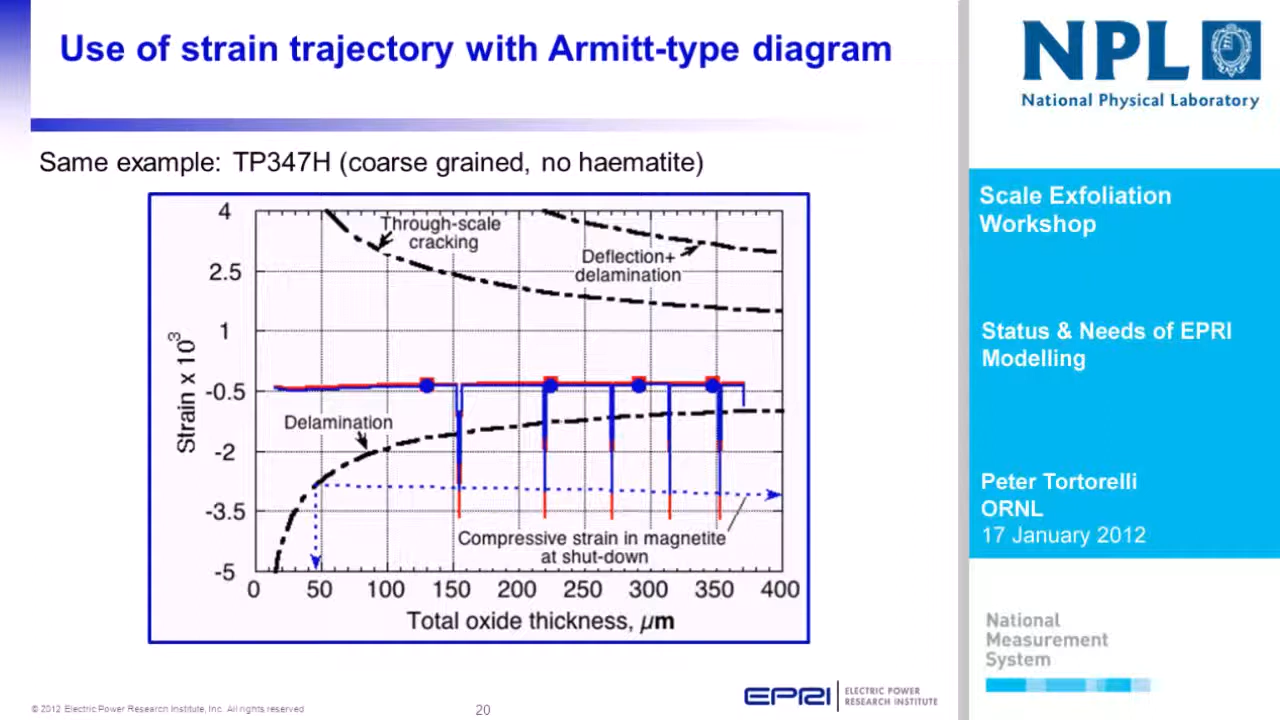 Use of strain trajectory with Armitt-type diagram
Same example: TP347H (coarse grained, no haematite)
4
2.5
1
-0.5
-2
-3.5
-5
Strain x 10³
Through-scale
cracking
Deflection+
delamination
Delamination
Compressive strain in magnetite
at shut-down
0 50 100 150 200 250 300 350 400
Total oxide thickness, μm
© 2012 Electric Power Research Institute, Inc. All rights reserved
20
EPRI
ELECTRIC POWER
RESEARCH INSTITUTE
NPL
National Physical Laboratory
Scale Exfoliation
Workshop
Status & Needs of EPRI
Modelling
Peter Tortorelli
ORNL
17 January 2012
National
Measurement
System